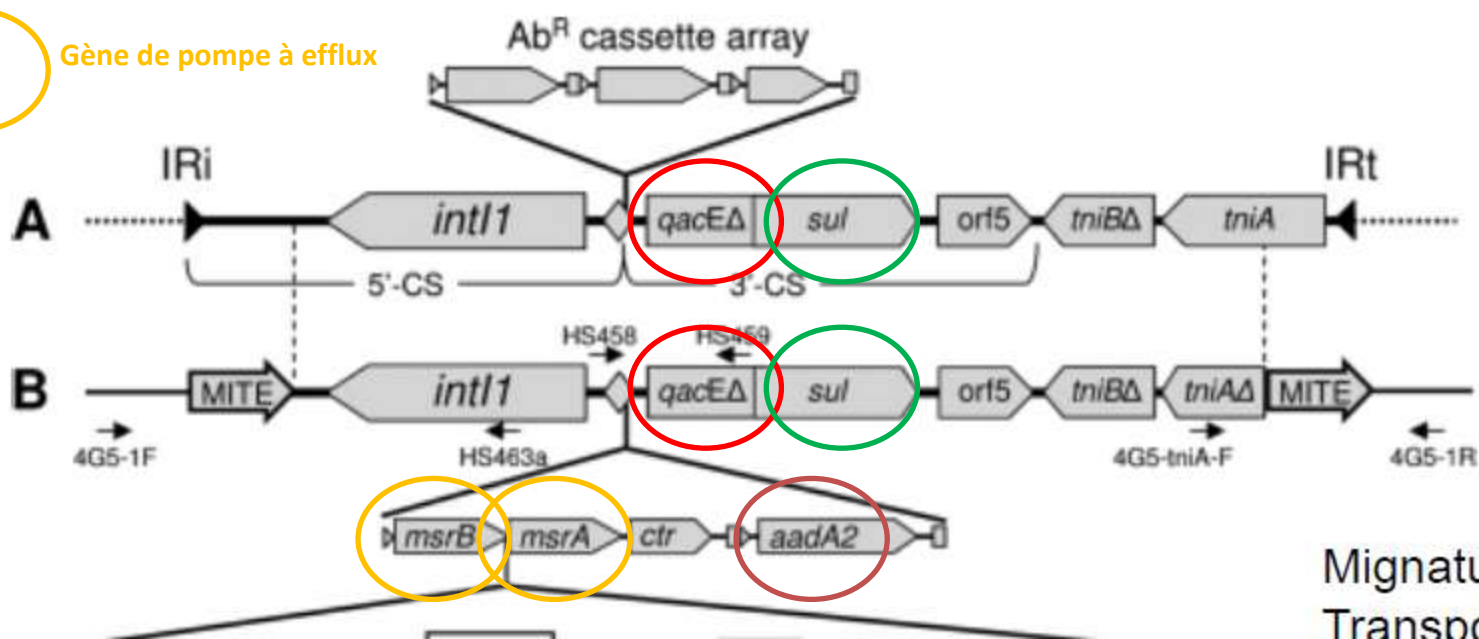 Gène de pompe à efflux
AbR cassette array
IRi
IRt
A
intI1
qacEΔ
sul
orf5
tniBΔ
tniA
5'-CS
3'-CS
HS458
HS459
B
MITE
intI1
qacEΔ
sul
orf5
tniBΔ
tniAΔ
MITE
4G5-1F
HS463a
4G5-tniA-F
4G5-1R
msrB
msrA
ctr
aadA2
Mignatu
Transpo